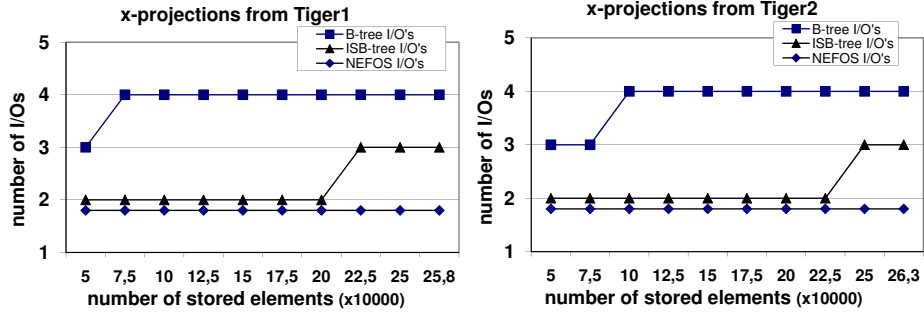 x-projections from Tiger1
B-tree I/O's
ISB-tree I/O's
NEFOS I/O's
number of I/Os
5
4
3
2
1
5 7,5 10 12,5 15 17,5 20 22,5 25 25,8
number of stored elements (x10000)
x-projections from Tiger2
B-tree I/O's
ISB-tree I/O's
NEFOS I/O's
number of I/Os
5
4
3
2
1
5 7,5 10 12,5 15 17,5 20 22,5 25 26,3
number of stored elements (x10000)